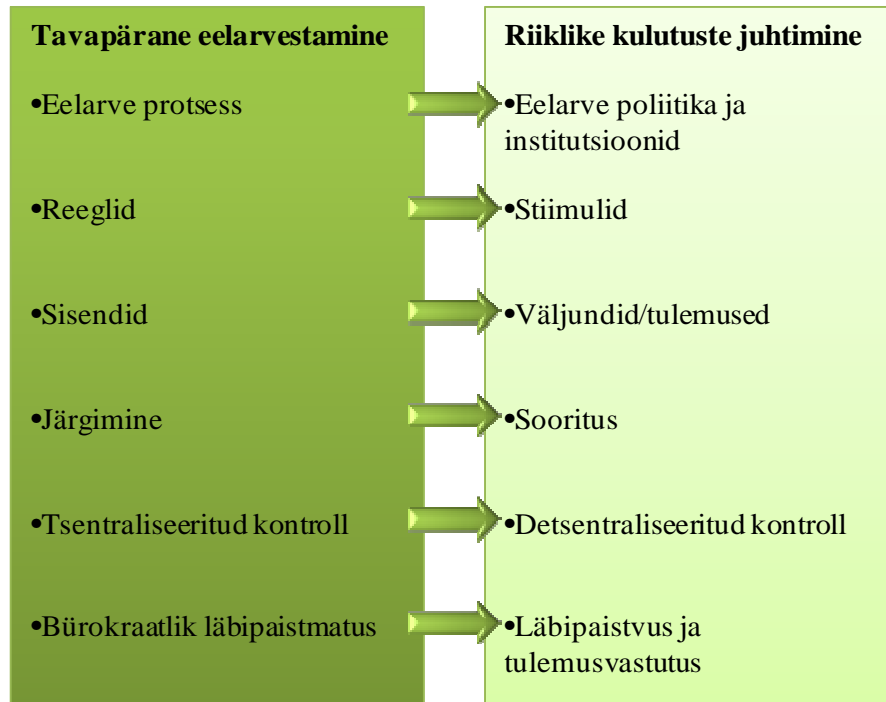 Tavapärane eelarvestamine
•Eelarve protsess
•Reeglid
•Sisendid
•Järgimine
•Tsentraliseeritud kontroll
•Bürokraatlik läbipaistmatus
Riiklike kulutuste juhtimine
•Eelarve poliitika ja
institutsioonid
•Stiimulid
•Väljundid/tulemused
•Sooritus
•Detsentraliseeritud kontroll
•Läbipaistvus ja
tulemusvastutus